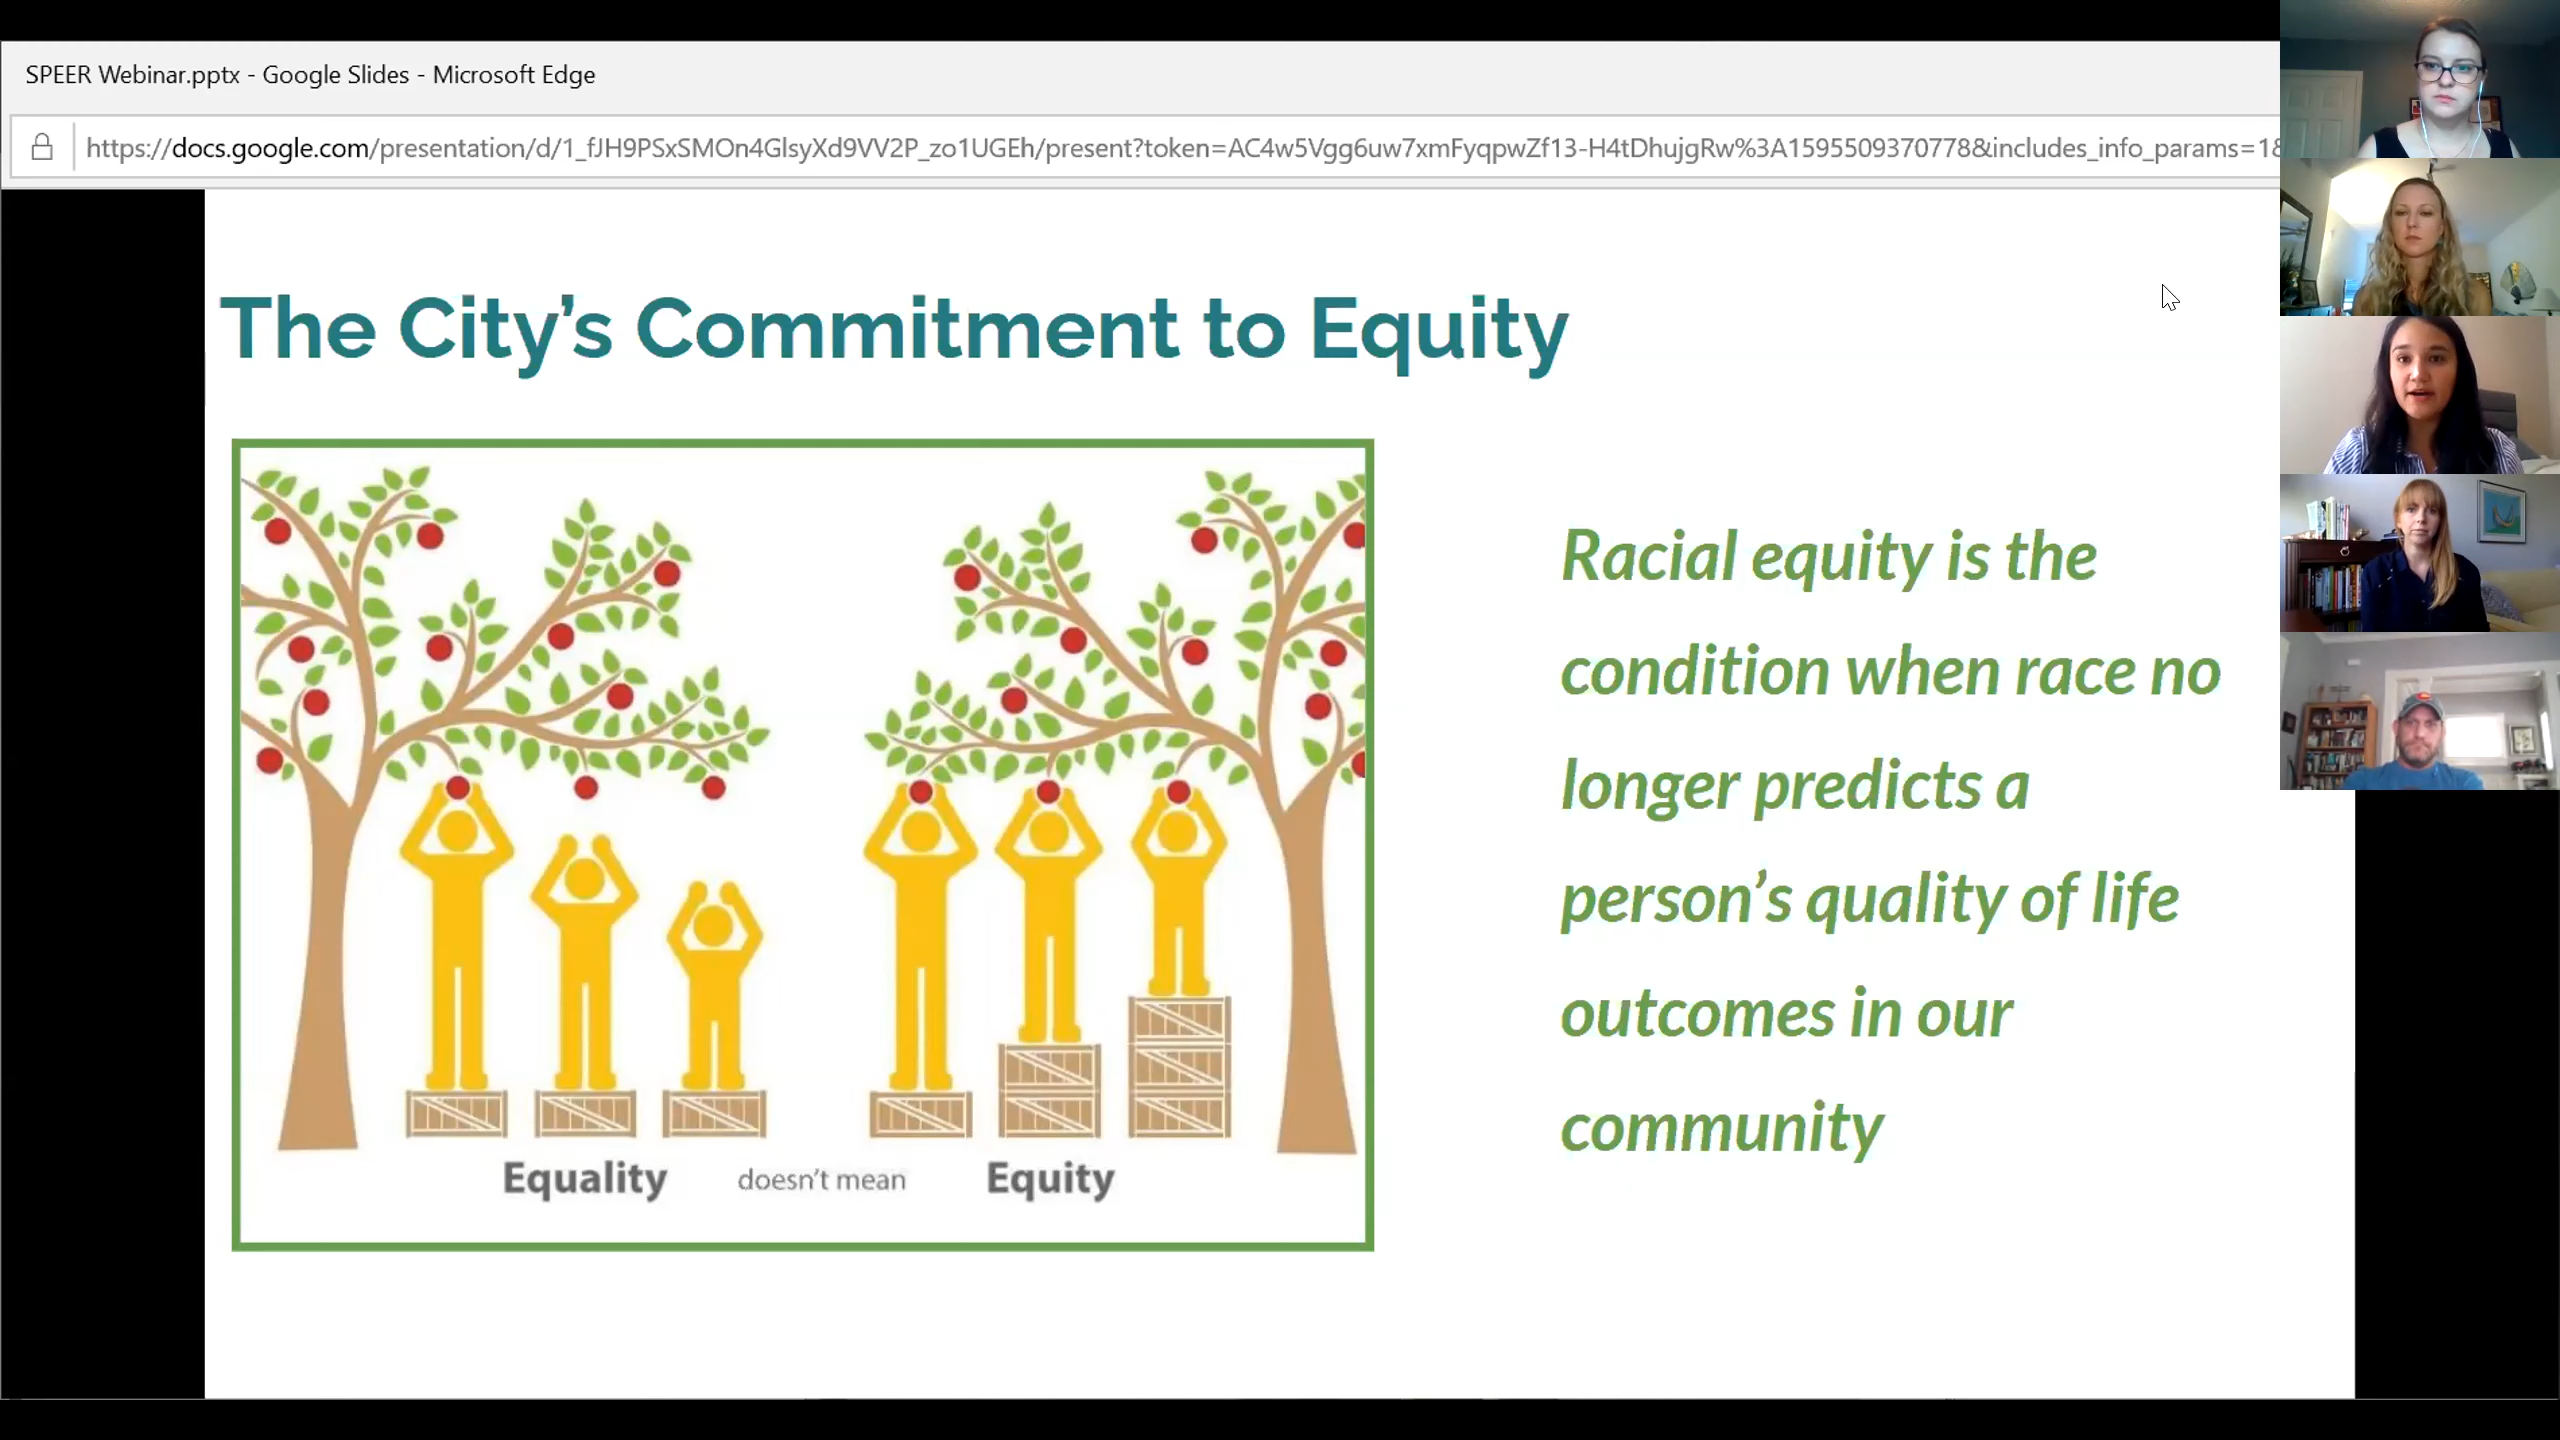 SPEER Webinar.pptx - Google Slides - Microsoft Edge
https://docs.google.com/presentation/d/1_fJH9PSxSMOn4GlsyXd9VV2P_zo1UGEh/present?token=AC4w5Vgg6uw7xmFyqpwZf13-H4tDhujgRw%3A1595509370778&includes_info_params=1&
The City’s Commitment to Equity
Racial equity is the
condition when race no
longer predicts a
person’s quality of life
outcomes in our
community
Equality doesn’t mean Equity